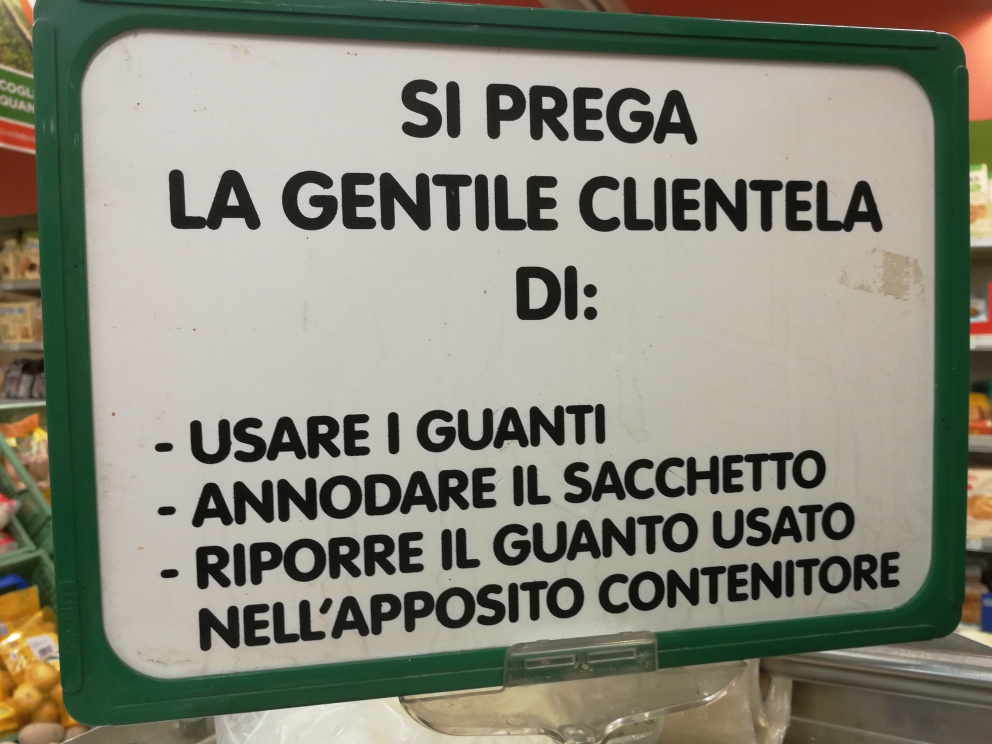 SI PREGA
LA GENTILE CLIENTELA
DI:
- USARE I GUANTI
- ANNODARE IL SACCHETTO
- RIPORRE IL GUANTO USATO
NELL'APPOSITO CONTENITORE